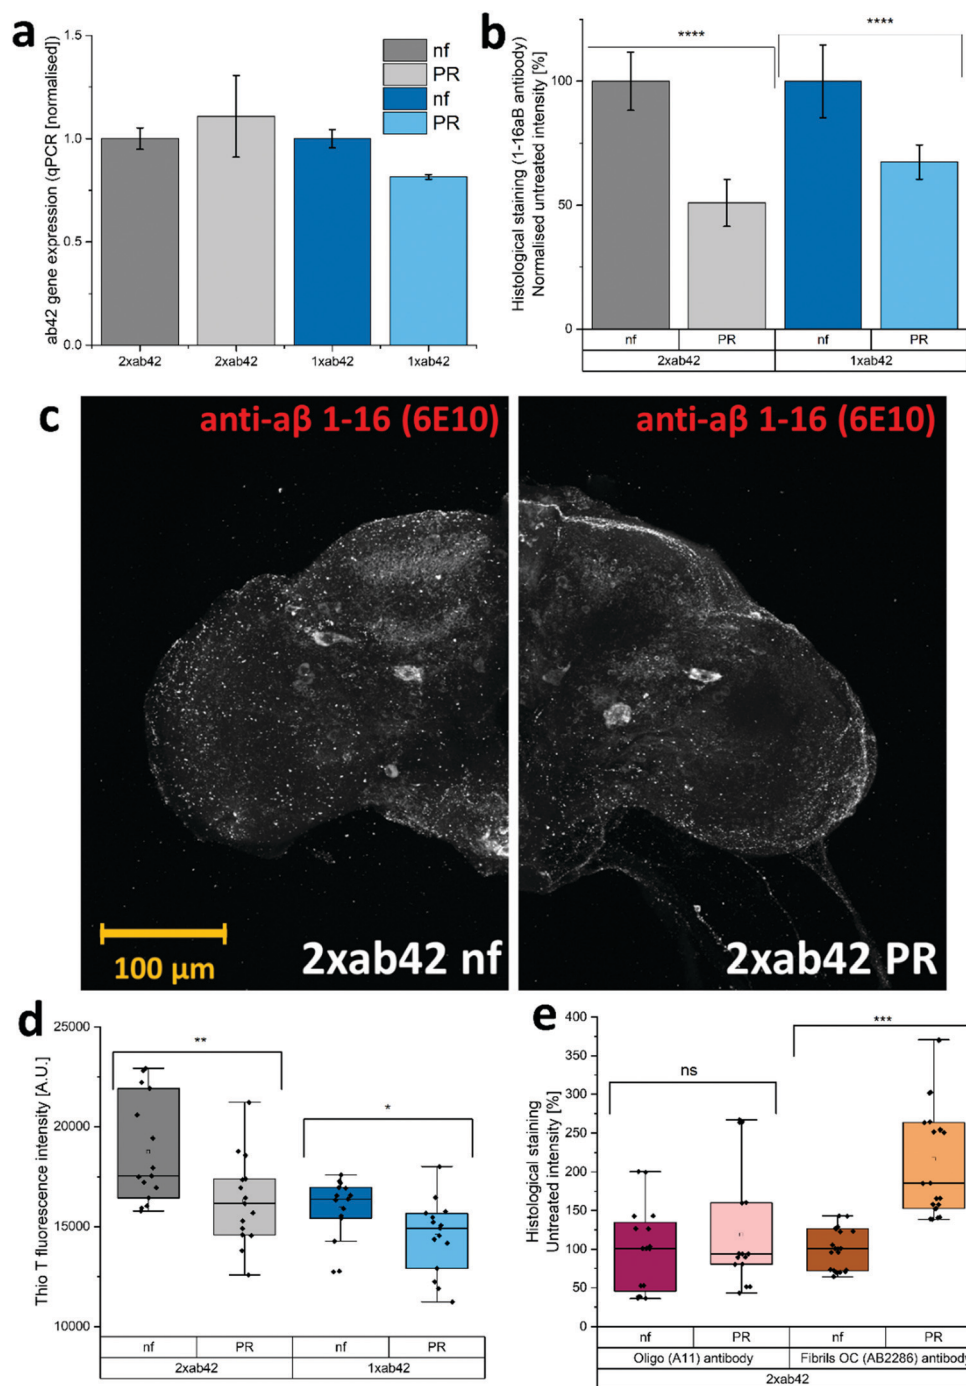 a
ab42 gene expression (qPCR [normalised])
1.5
1.0
0.5
0.0
nf
PR
nf
PR
2xab42
2xab42
1xab42
1xab42
b
Histological staining (1-16aB antibody)
Normalised untreated intensity [%]
100
50
0
****
****
nf
PR
nf
PR
2xab42
1xab42
c
anti-aβ 1-16 (6E10)
anti-aβ 1-16 (6E10)
100 µm
2xab42 nf
2xab42 PR
d
Thio T fluorescence intensity [A.U.]
25000
20000
15000
10000
**
*
nf
PR
nf
PR
2xab42
1xab42
e
Histological staining
Untreated intensity [%]
400
350
300
250
200
150
100
50
0
ns
***
nf
PR
nf
PR
Oligo (A11) antibody
Fibrils OC (AB2286) antibody
2xab42